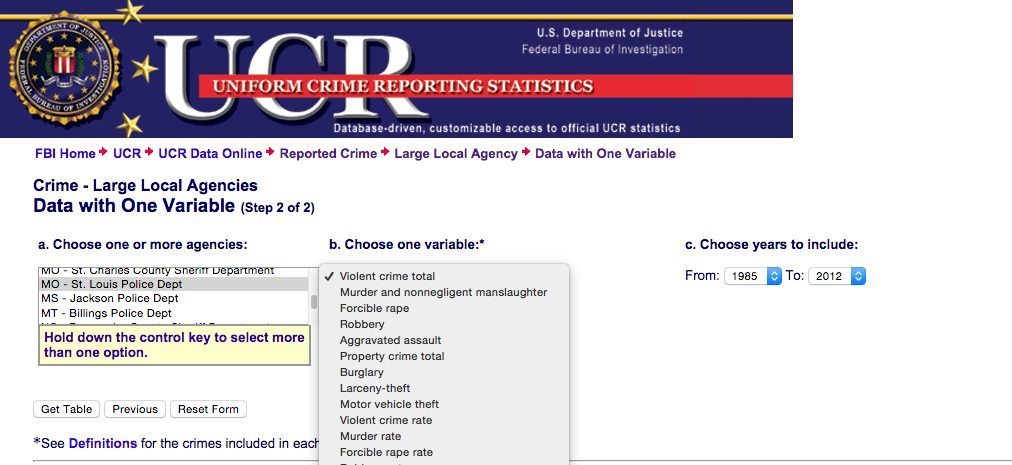 U.S. Department of Justice
Federal Bureau of Investigation
UCR
UNIFORM CRIME REPORTING STATISTICS
Database-driven, customizable access to official UCR statistics
FBI Home UCR UCR Data Online Reported Crime Large Local Agency Data with One Variable
Crime - Large Local Agencies
Data with One Variable (Step 2 of 2)
a. Choose one or more agencies:
MO - St. Charles County Sheriff Department
MO - St. Louis Police Dept
MS - Jackson Police Dept
MT - Billings Police Dept
Hold down the control key to select more
than one option.
b. Choose one variable:*
✓ Violent crime total
Murder and nonnegligent manslaughter
Forcible rape
Robbery
Aggravated assault
Property crime total
Burglary
Larceny-theft
Motor vehicle theft
Violent crime rate
Murder rate
Forcible rape rate
c. Choose years to include:
From: 1985 To: 2012
Get Table Previous Reset Form
*See Definitions for the crimes included in each